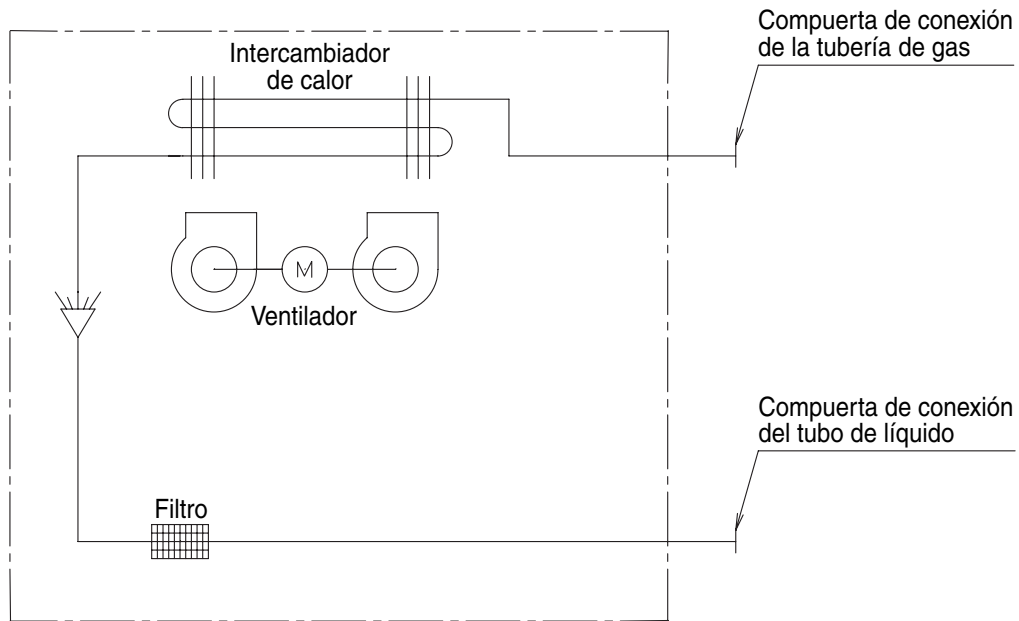 Compuerta de conexión
de la tubería de gas
Intercambiador
de calor
M
Ventilador
Compuerta de conexión
del tubo de líquido
Filtro